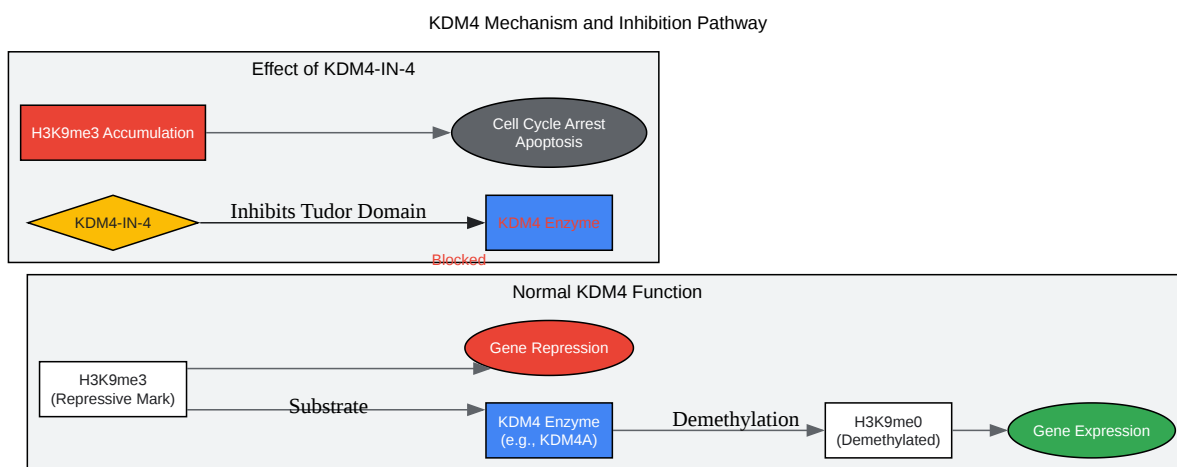 KDM4 Mechanism and Inhibition Pathway
Effect of KDM4-IN-4
H3K9me3 Accumulation
Cell Cycle Arrest
Apoptosis
KDM4-IN-4
Inhibits Tudor Domain
KDM4 Enzyme
Blocked
Normal KDM4 Function
Gene Repression
H3K9me3
(Repressive Mark)
Substrate
KDM4 Enzyme
(e.g., KDM4A)
Demethylation
H3K9me0
(Demethylated)
Gene Expression